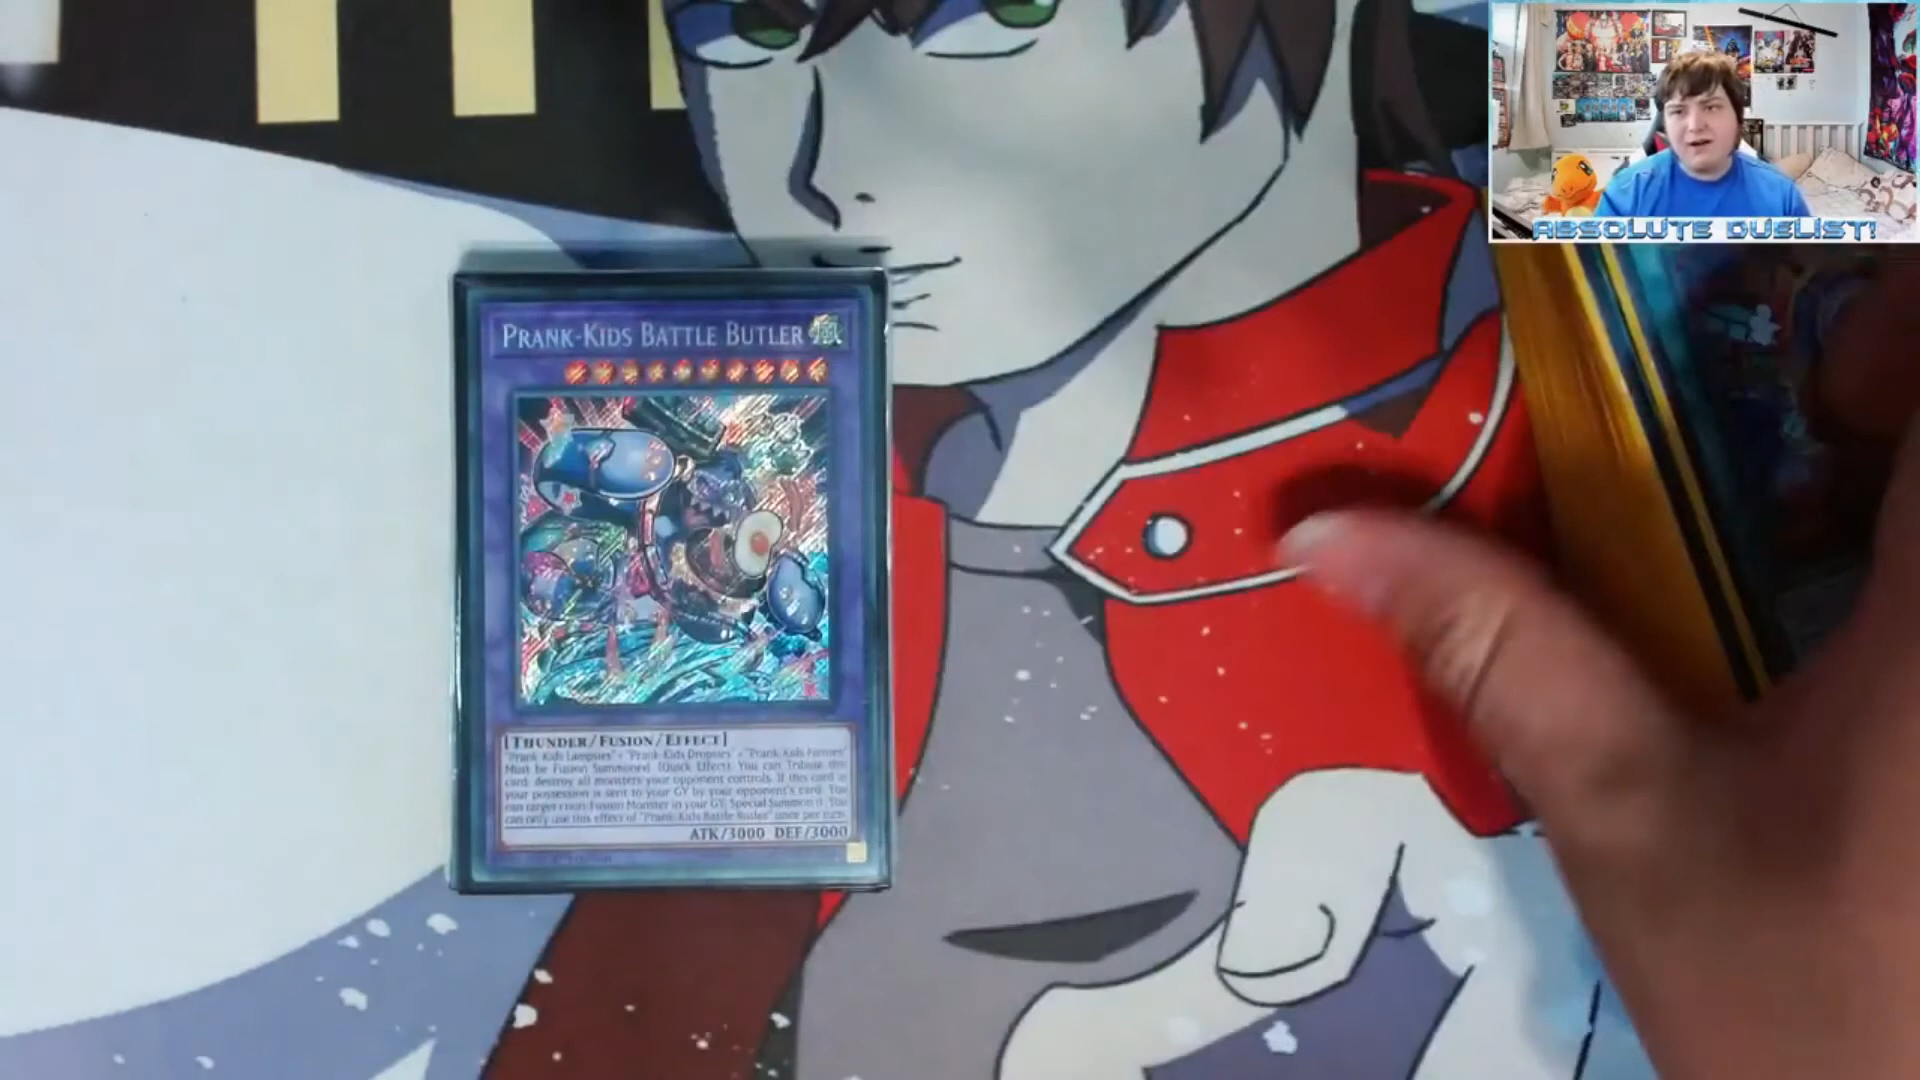 ABSOLUTE DUELIST!
PRANK-KIDS BATTLE BUTLER
[THUNDER/FUSION/EFFECT]
"Prank-Kids Lampsies" + "Prank-Kids Dropsies" + "Prank-Kids Fansies"
Must be Fusion Summoned. (Quick Effect): You can Tribute this
card; destroy all monsters your opponent controls. If this card in
your possession is sent to your GY by your opponent's card: You
can target 1 non-Fusion Monster in your GY; Special Summon it. You
can only use this effect of "Prank-Kids Battle Butler" once per turn.
ATK/3000 DEF/3000